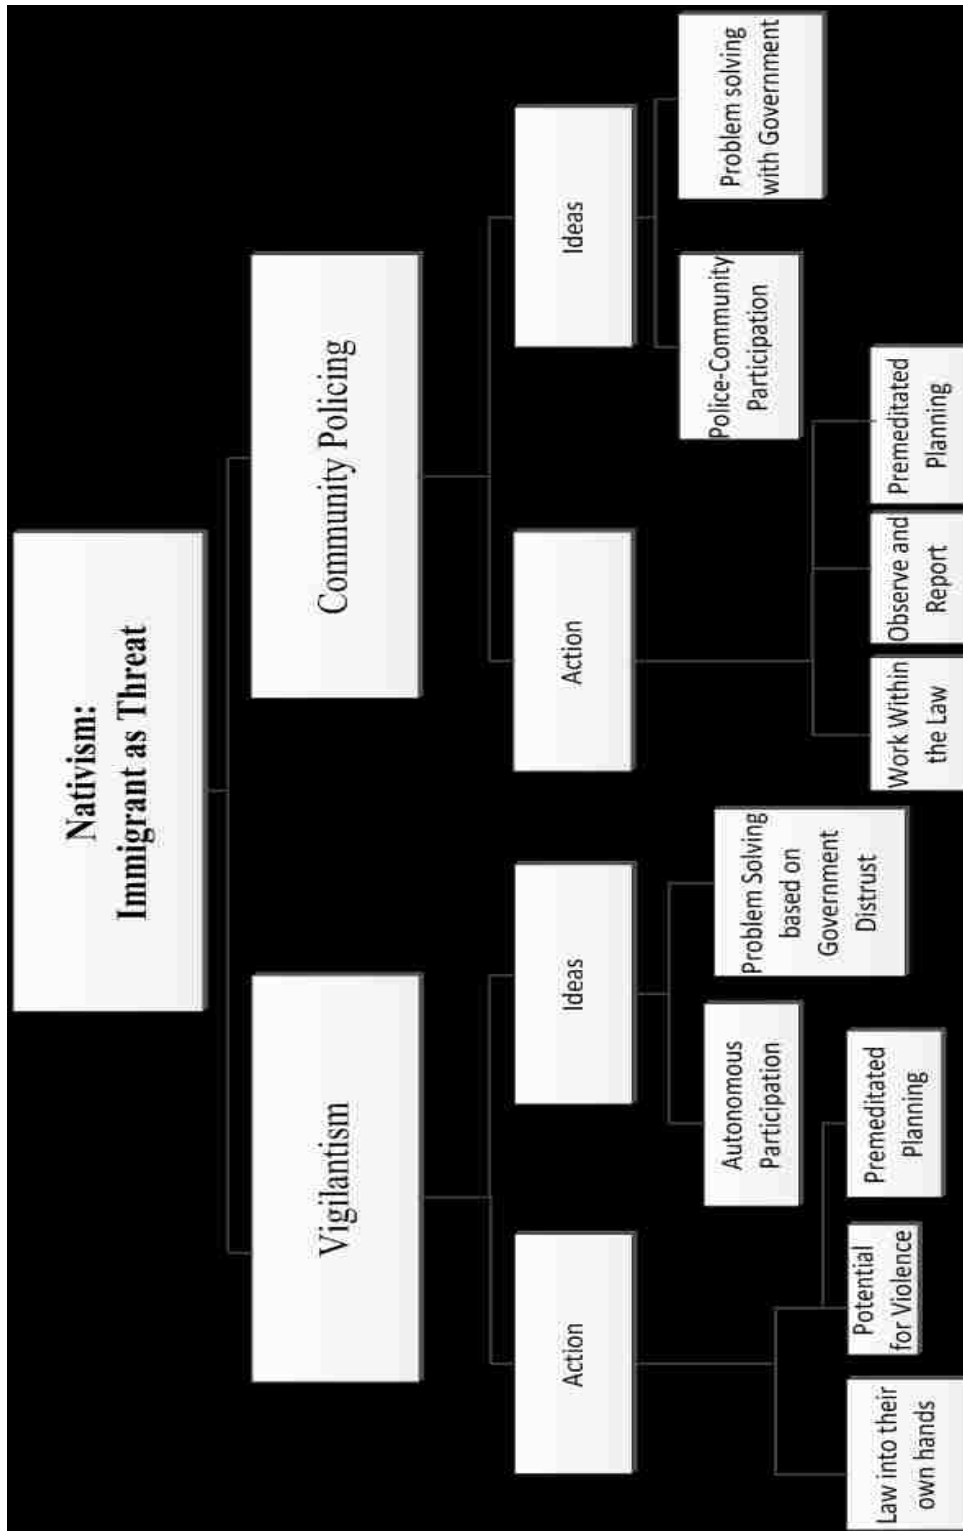 Nativism:
Immigrant as Threat
Vigilantism
Community Policing
Action
Ideas
Action
Ideas
Law into their
own hands
Potential
for Violence
Premeditated
Planning
Autonomous
Participation
Problem Solving
based on
Government
Distrust
Work Within
the Law
Observe and
Report
Premeditated
Planning
Police-Community
Participation
Problem solving
with Government